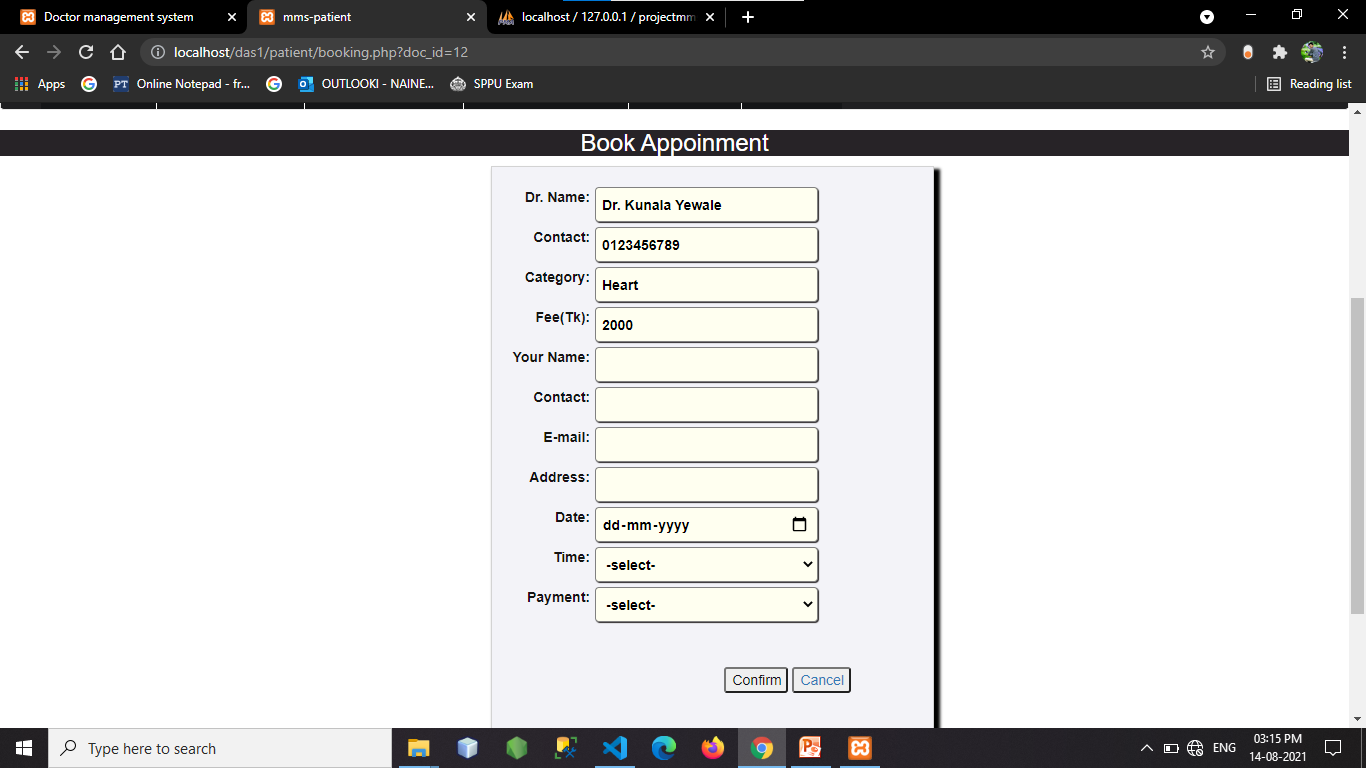 Doctor management system
mms-patient
localhost / 127.0.0.1 / projectmm
localhost/das1/patient/booking.php?doc_id=12
Apps
PT Online Notepad - fr...
OUTLOOKI - NAINE...
SPPU Exam
Reading list
Book Appoinment
Dr. Name: Dr. Kunala Yewale
Contact: 0123456789
Category: Heart
Fee(Tk): 2000
Your Name:
Contact:
E-mail:
Address:
Date: dd-mm-yyyy
Time: -select-
Payment: -select-
Confirm Cancel
Type here to search
ENG
03:15 PM
14-08-2021